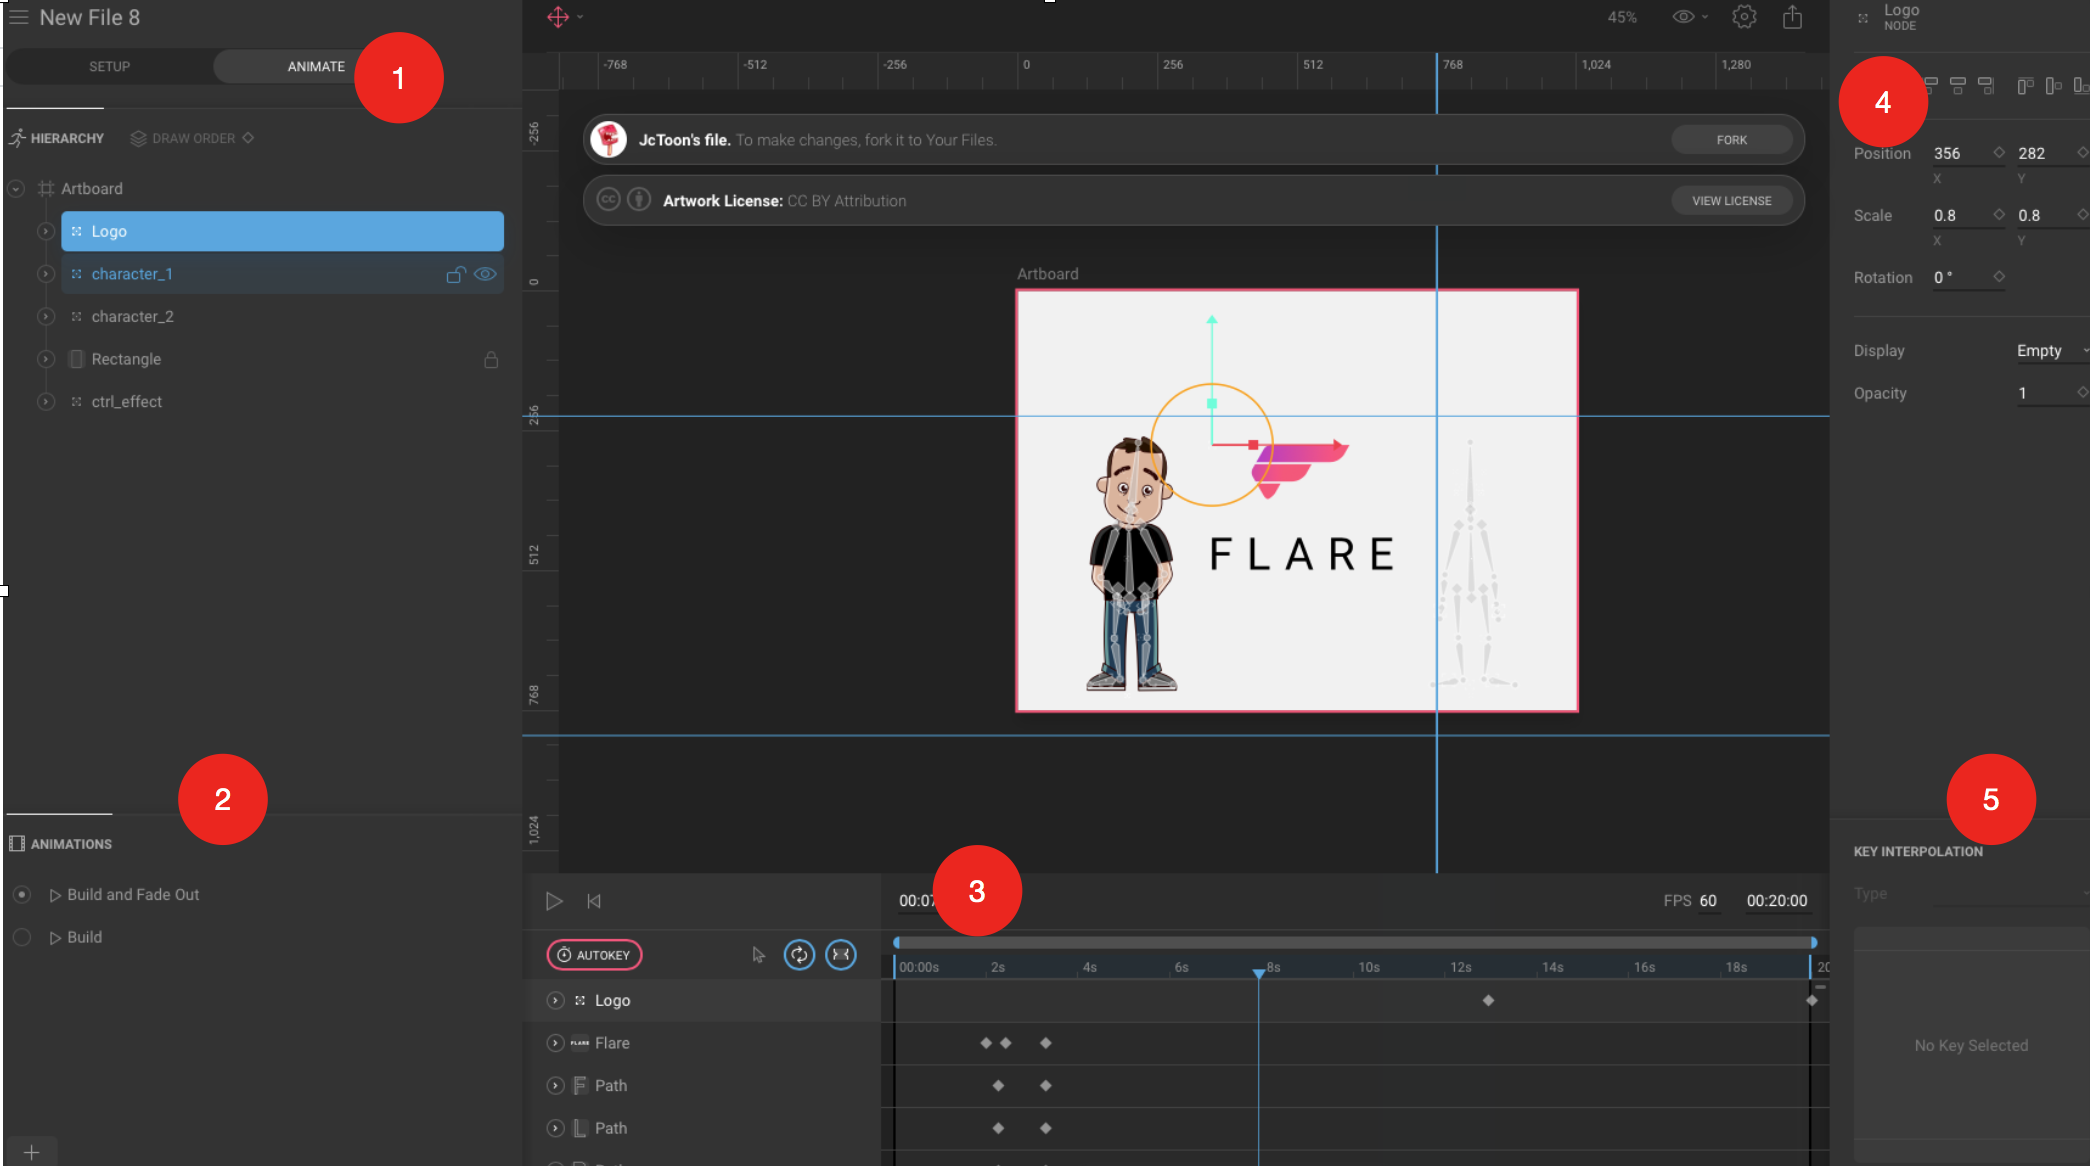 New File 8
SETUP
ANIMATE
1
HIERARCHY
DRAW ORDER
Artboard
Logo
character_1
character_2
Rectangle
ctrl_effect
2
ANIMATIONS
Build and Fade Out
Build
45%
-768 -512 -256 0 256 512 768 1,024 1,280
-256
0
256
512
768
1,024
JcToon's file. To make changes, fork it to Your Files.
FORK
CC
Artwork License: CC BY Attribution
VIEW LICENSE
Artboard
FLARE
3
00:07
FPS 60 00:20:00
AUTOKEY
00:00s 2s 4s 6s 8s 10s 12s 14s 16s 18s 20
Logo
FLARE Flare
F Path
L Path
Logo
NODE
4
Position 356 282
X Y
Scale 0.8 0.8
X Y
Rotation 0°
Display Empty
Opacity 1
5
KEY INTERPOLATION
Type
No Key Selected